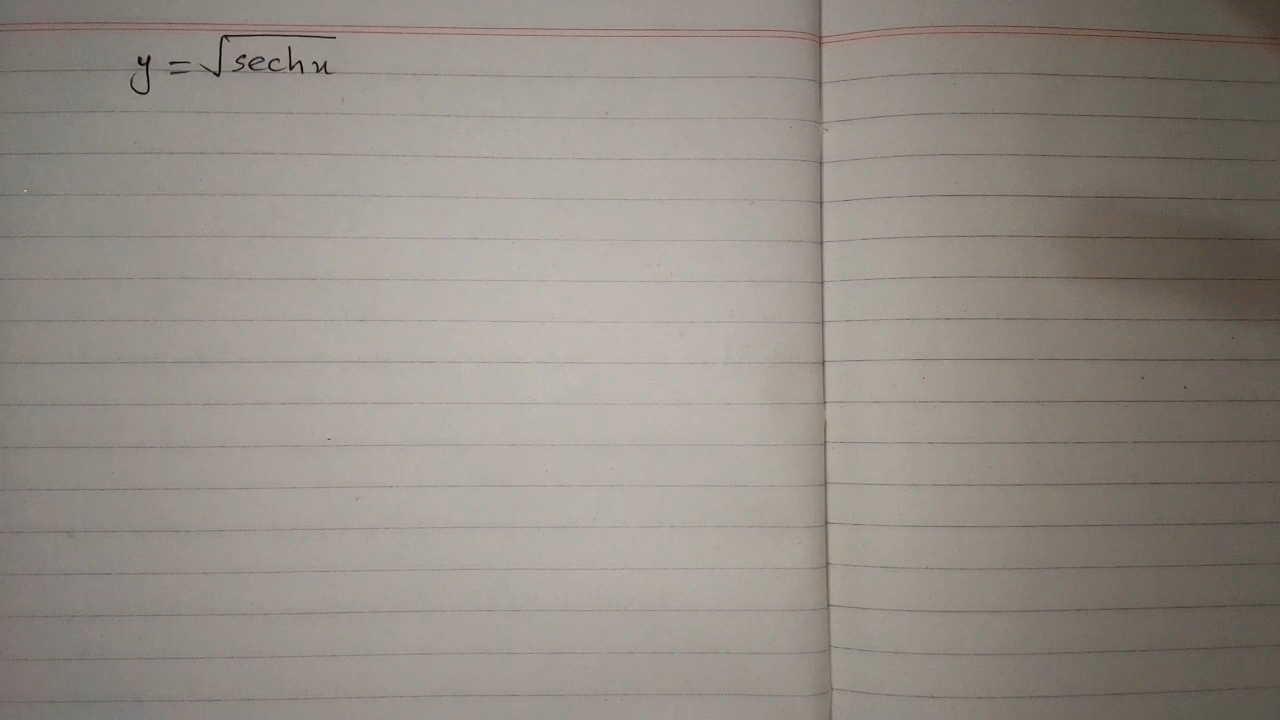 y = √sechx